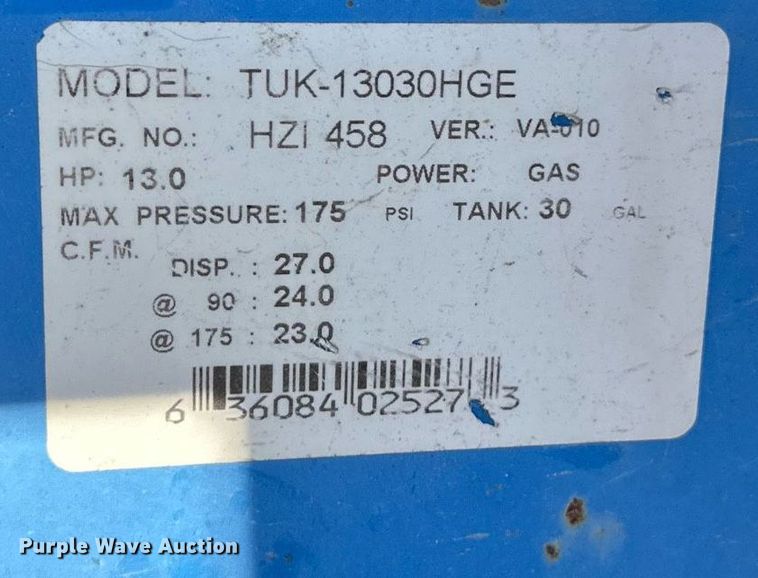 MODEL: TUK-13030HGE
MFG. NO.: HZI 458 VER.: VA-010
HP: 13.0 POWER: GAS
MAX PRESSURE: 175 PSI TANK: 30 GAL
C.F.M.
DISP. : 27.0
@ 90 : 24.0
@ 175 : 23.0
6 36084 02527 3
Purple Wave Auction